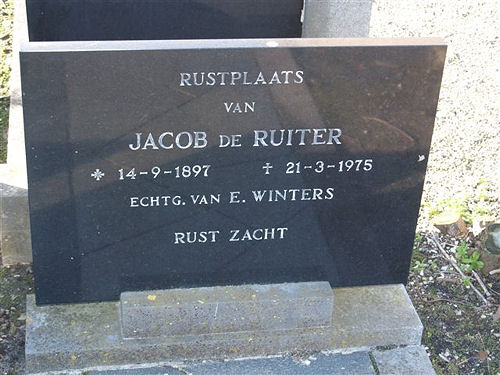 RUSTPLAATS
VAN
JACOB DE RUITER
* 14-9-1897 † 21-3-1975
ECHTG. VAN E. WINTERS
RUST ZACHT